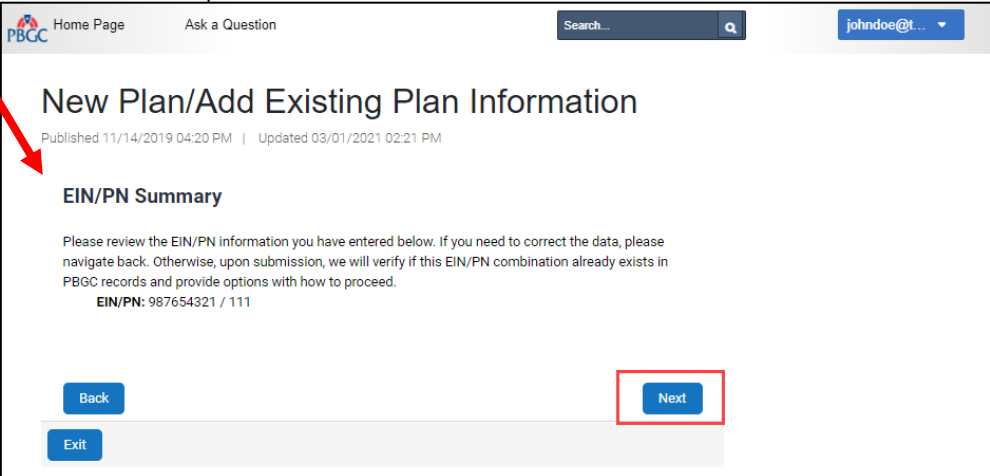 PBGC Home Page Ask a Question Search... johndoe@t...
New Plan/Add Existing Plan Information
Published 11/14/2019 04:20 PM | Updated 03/01/2021 02:21 PM
EIN/PN Summary
Please review the EIN/PN information you have entered below. If you need to correct the data, please
navigate back. Otherwise, upon submission, we will verify if this EIN/PN combination already exists in
PBGC records and provide options with how to proceed.
EIN/PN: 987654321 / 111
Back Next
Exit